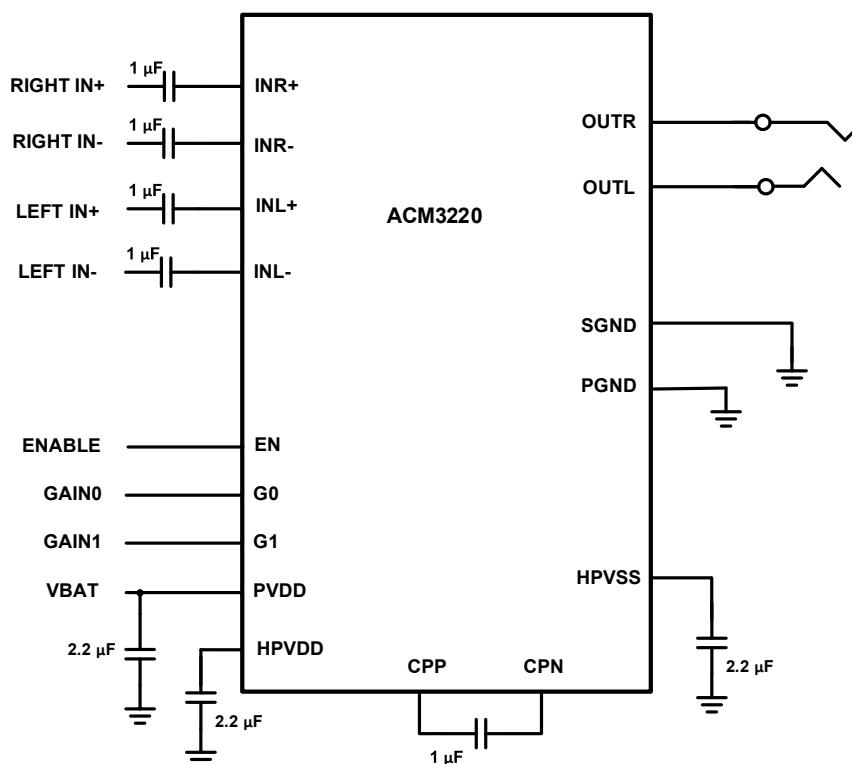 1 µF
RIGHT IN+
INR+
1 µF
RIGHT IN-
INR-
1 µF
LEFT IN+
INL+
1 µF
LEFT IN-
INL-
ACM3220
OUTR
OUTL
SGND
PGND
ENABLE
EN
GAIN0
G0
GAIN1
G1
VBAT
PVDD
HPVSS
2.2 µF
HPVDD
2.2 µF
CPP
CPN
2.2 µF
1 µF